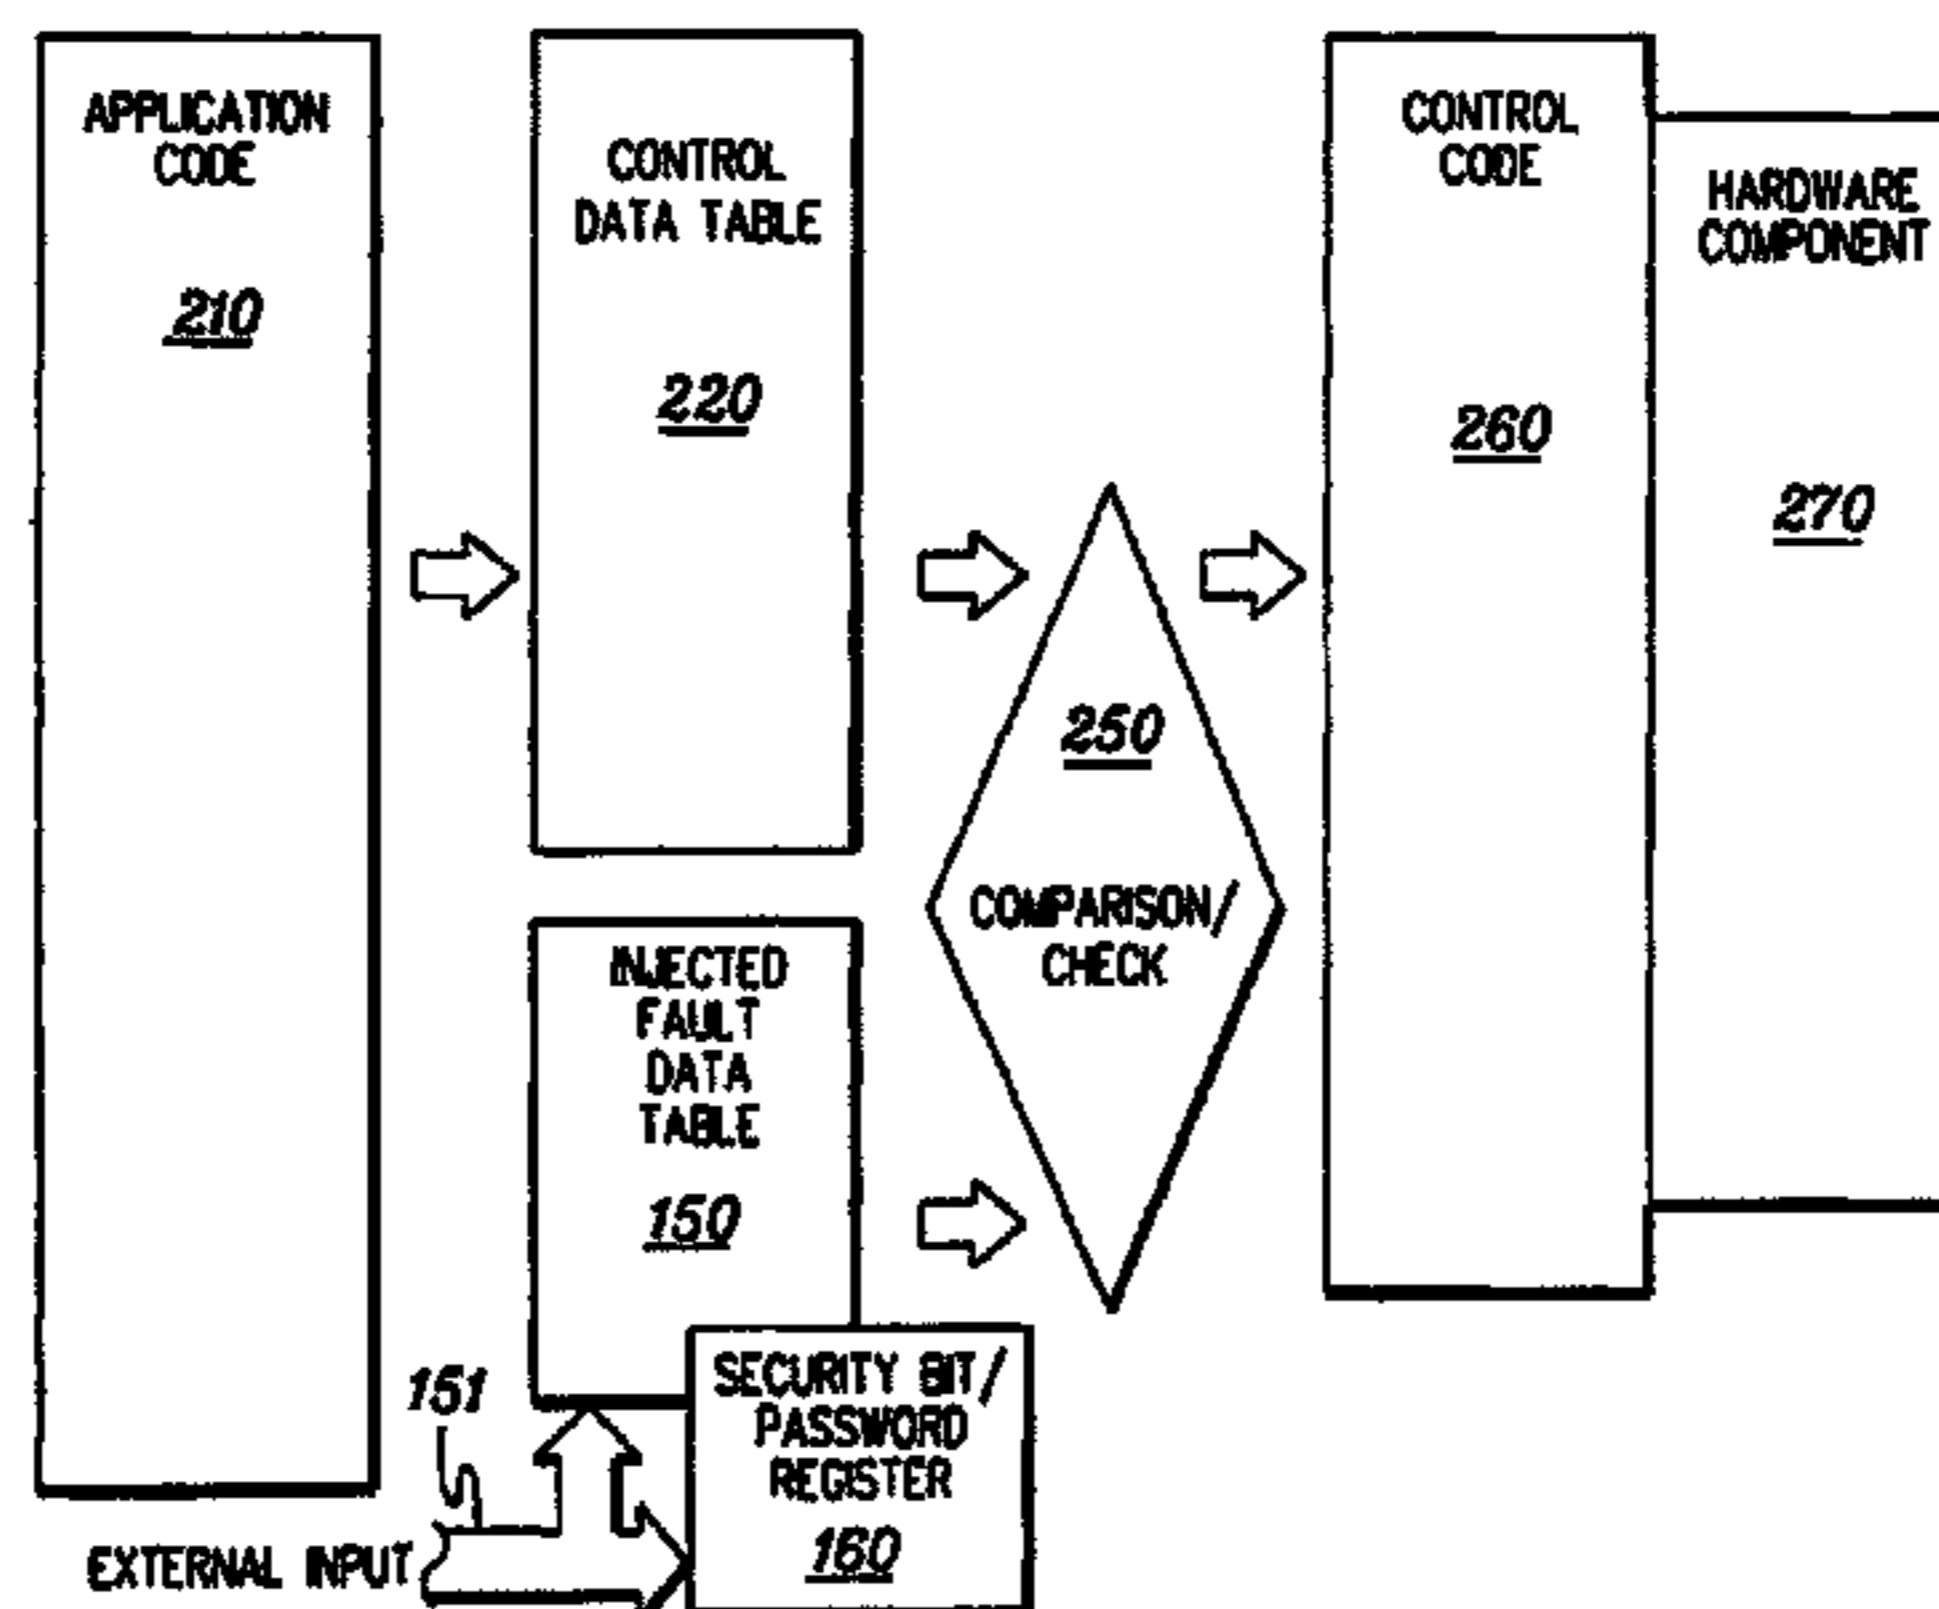 APPLICATION
CODE
210
CONTROL
DATA TABLE
220
INJECTED
FAULT
DATA
TABLE
150
250
COMPARISON/
CHECK
CONTROL
CODE
260
HARDWARE
COMPONENT
270
151
EXTERNAL INPUT
SECURITY BIT/
PASSWORD
REGISTER
160